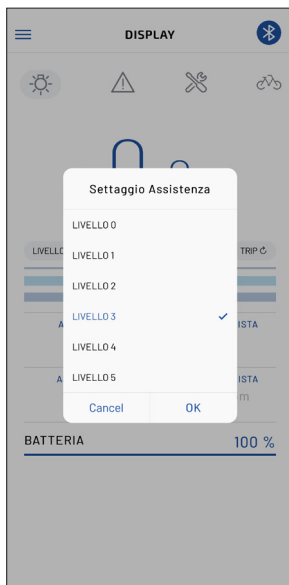 DISPLAY
Settaggio Assistenza
LIVELLO 0
LIVELLO TRIP
LIVELLO 1
LIVELLO 2
LIVELLO 3
LIVELLO 4
LIVELLO 5
Cancel OK
BATTERIA 100 %